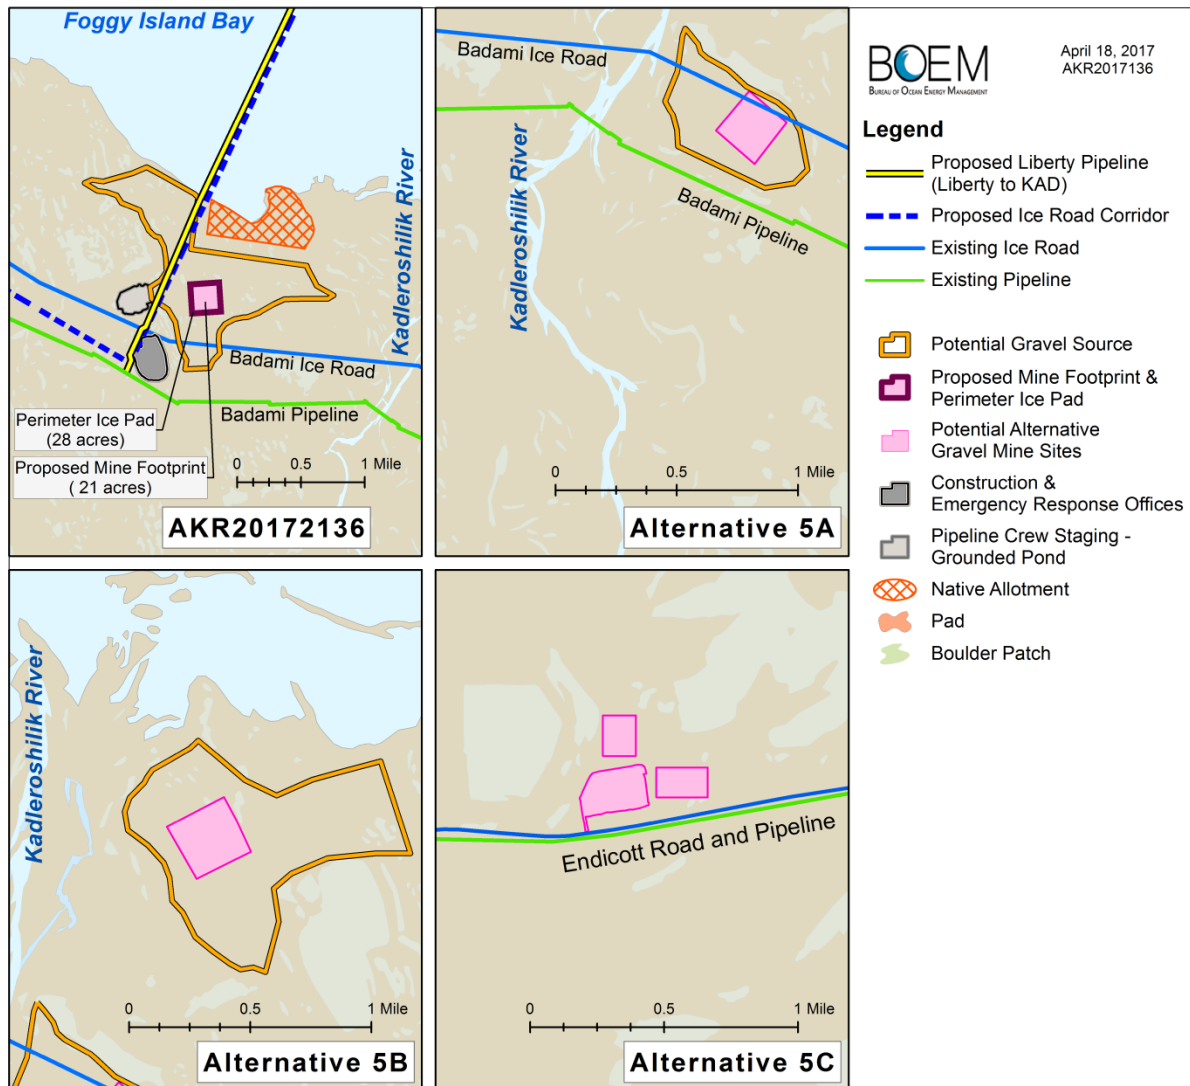 Foggy Island Bay
Kadleroshilik River
Badami Ice Road
Badami Pipeline
Perimeter Ice Pad
(28 acres)
Proposed Mine Footprint
( 21 acres)
0 0.5 1 Mile
AKR20172136
Badami Ice Road
Kadleroshilik River
Badami Pipeline
0 0.5 1 Mile
Alternative 5A
Kadleroshilik River
0 0.5 1 Mile
Alternative 5B
Endicott Road and Pipeline
0 0.5 1 Mile
Alternative 5C
BOEM
BUREAU OF OCEAN ENERGY MANAGEMENT
April 18, 2017
AKR2017136
Legend
Proposed Liberty Pipeline
(Liberty to KAD)
Proposed Ice Road Corridor
Existing Ice Road
Existing Pipeline
Potential Gravel Source
Proposed Mine Footprint &
Perimeter Ice Pad
Potential Alternative
Gravel Mine Sites
Construction &
Emergency Response Offices
Pipeline Crew Staging -
Grounded Pond
Native Allotment
Pad
Boulder Patch